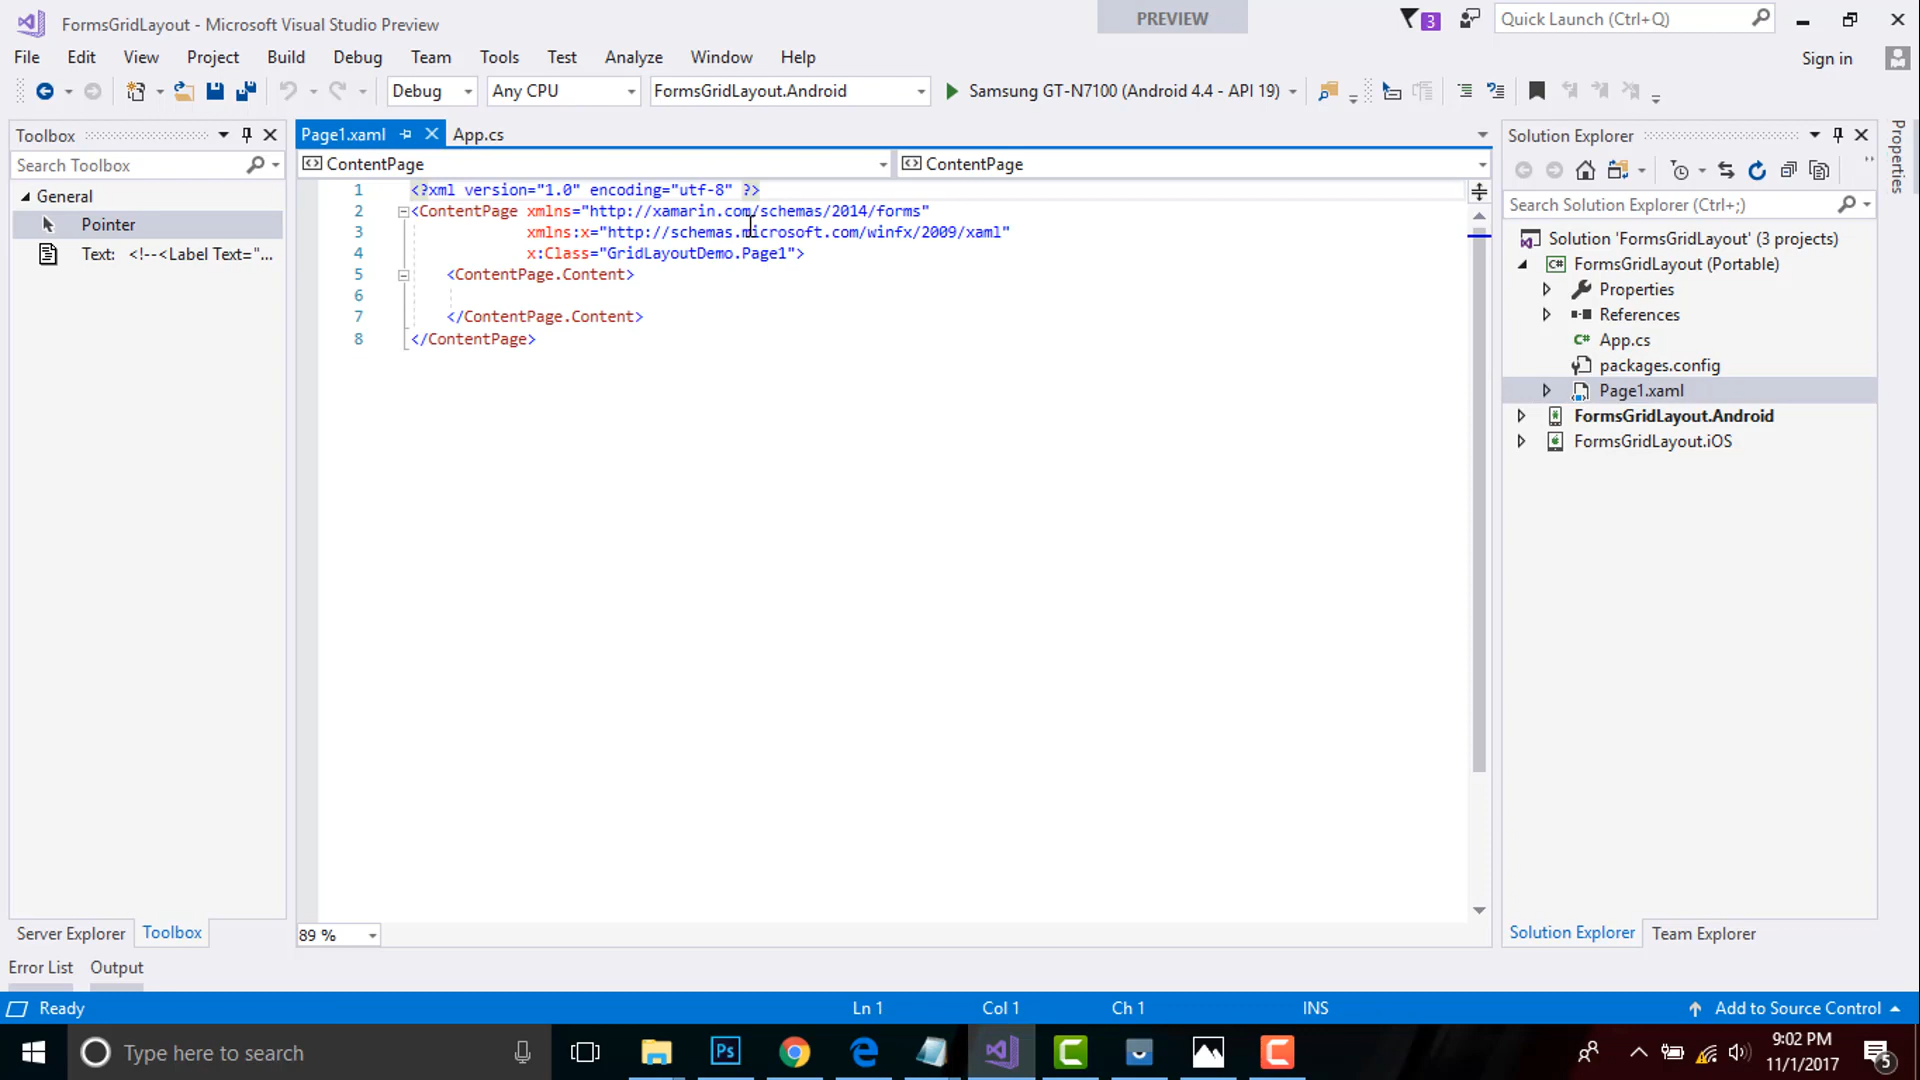 FormsGridLayout - Microsoft Visual Studio Preview
PREVIEW
3
Quick Launch (Ctrl+Q)
File Edit View Project Build Debug Team Tools Test Analyze Window Help
Sign in
Debug Any CPU FormsGridLayout.Android Samsung GT-N7100 (Android 4.4 - API 19)
Toolbox
Search Toolbox
General
Pointer
Text: <!--<Label Text="...
Server Explorer Toolbox
Page1.xaml App.cs
ContentPage ContentPage
1 <?xml version="1.0" encoding="utf-8" ?>
2 <ContentPage xmlns="http://xamarin.com/schemas/2014/forms"
3 xmlns:x="http://schemas.microsoft.com/winfx/2009/xaml"
4 x:Class="GridLayoutDemo.Page1">
5 <ContentPage.Content>
6
7 </ContentPage.Content>
8 </ContentPage>
89 %
Solution Explorer
Search Solution Explorer (Ctrl+;)
Solution 'FormsGridLayout' (3 projects)
FormsGridLayout (Portable)
Properties
References
App.cs
packages.config
Page1.xaml
FormsGridLayout.Android
FormsGridLayout.iOS
Solution Explorer Team Explorer
Properties
Error List Output
Ready Ln 1 Col 1 Ch 1 INS Add to Source Control
Type here to search
Ps
9:02 PM
11/1/2017
5